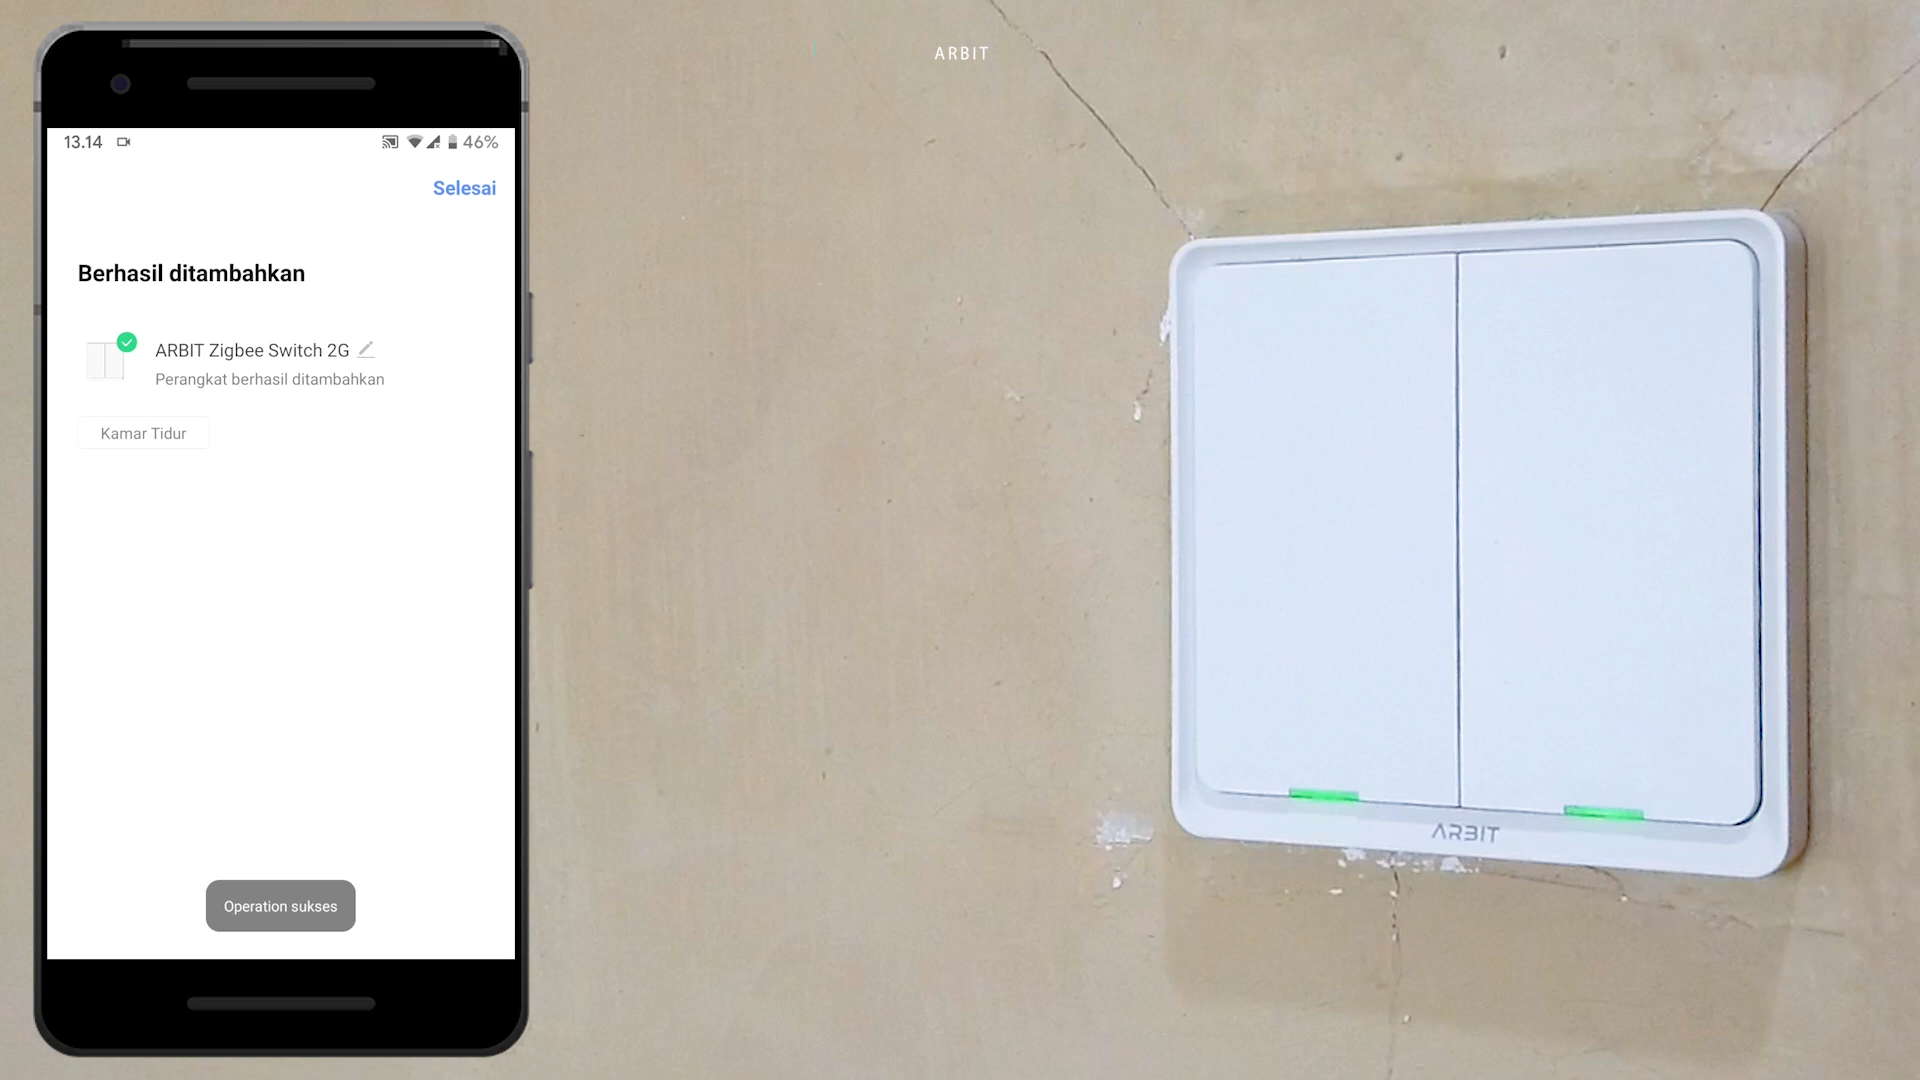 ARBIT
13.14
46%
Selesai
Berhasil ditambahkan
ARBIT Zigbee Switch 2G
Perangkat berhasil ditambahkan
Kamar Tidur
Operation sukses
ARBIT